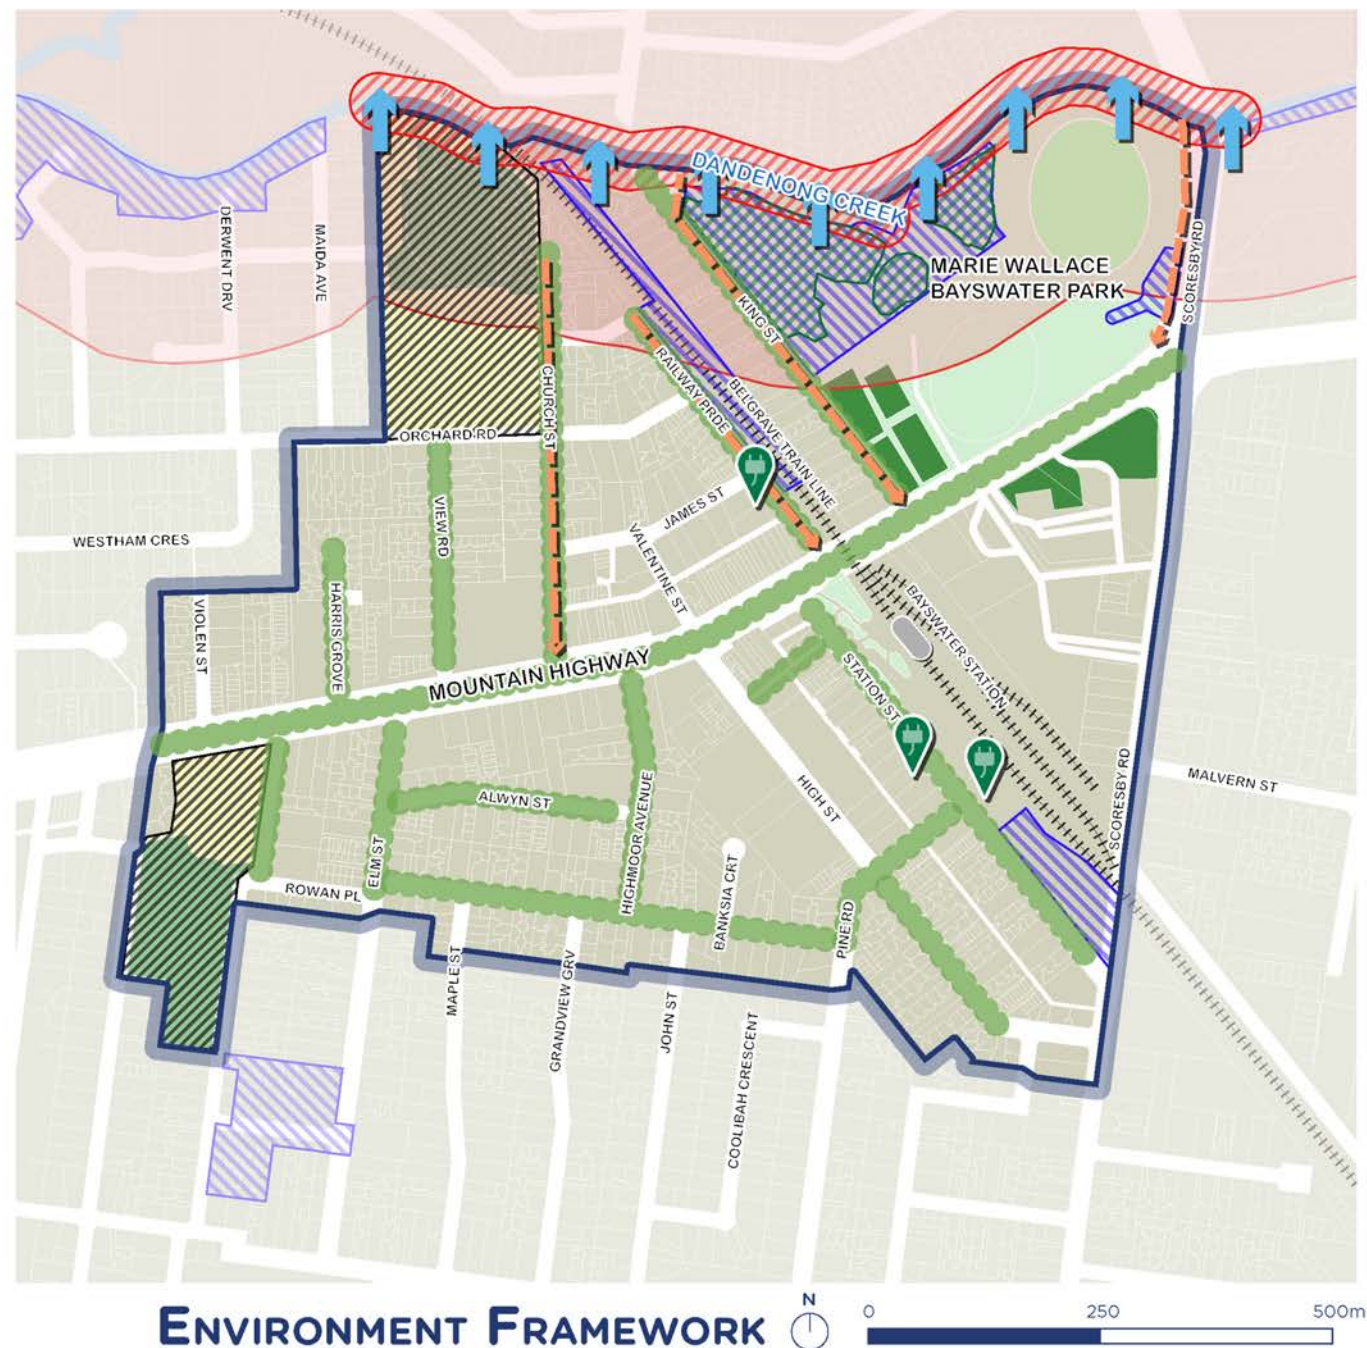 DANDENONG CREEK
MARIE WALLACE
BAYSWATER PARK
DERWENT DRV
MAIDA AVE
SCORESBY RD
KING ST
RAILWAY PRDE
BELGRAVE TRAIN LINE
CHURCH ST
ORCHARD RD
VIEW RD
JAMES ST
VALENTINE ST
WESTHAM CRES
HARRIS GROVE
VIOLEN ST
BAYSWATER STATION
MOUNTAIN HIGHWAY
STATION ST
HIGH ST
SCORESBY RD
MALVERN ST
ALWYN ST
HIGHMOOR AVENUE
ELM ST
ROWAN PL
BANKSIA CRT
PINE RD
MAPLE ST
GRANDVIEW GRV
JOHN ST
COOLIBAH CRESCENT
ENVIRONMENT FRAMEWORK
N
0 250 500m